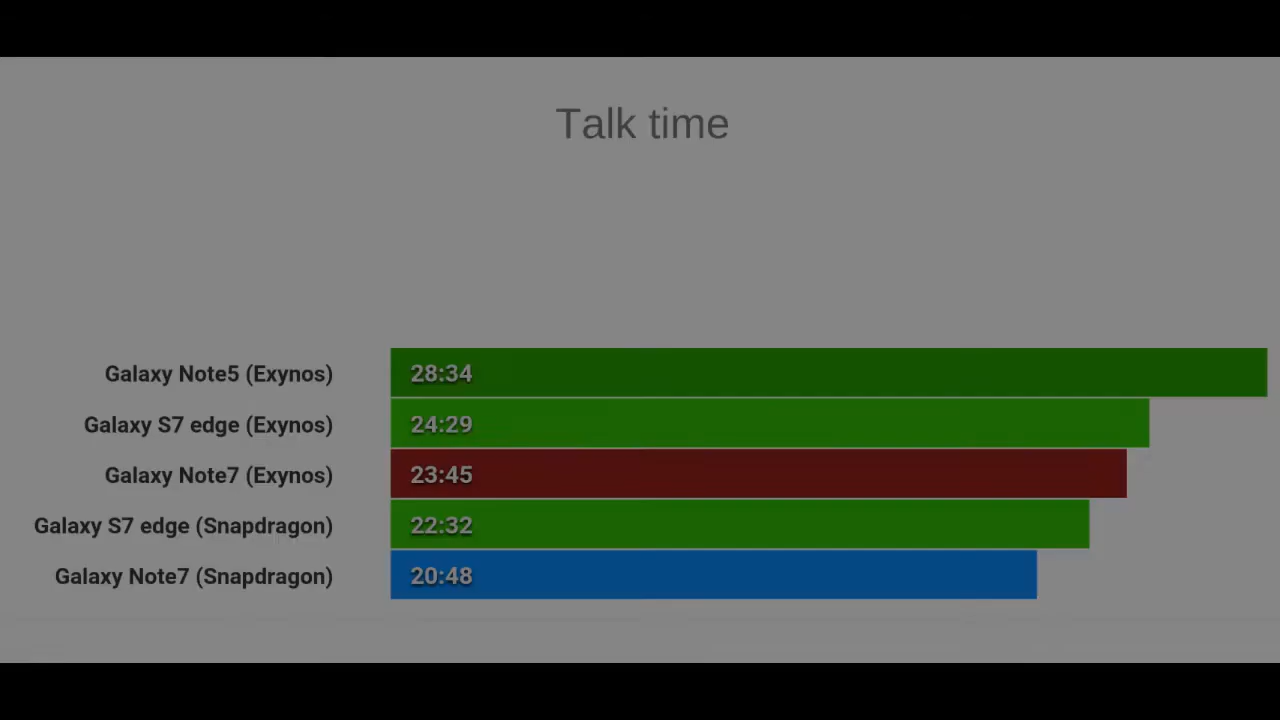 Talk time
Galaxy Note5 (Exynos) 28:34
Galaxy S7 edge (Exynos) 24:29
Galaxy Note7 (Exynos) 23:45
Galaxy S7 edge (Snapdragon) 22:32
Galaxy Note7 (Snapdragon) 20:48